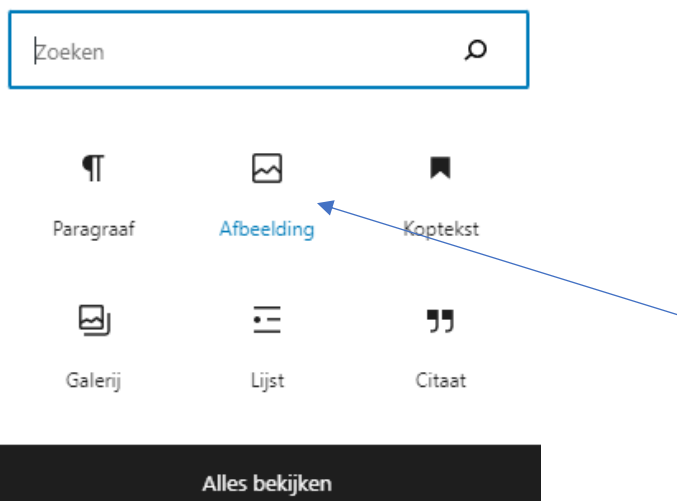 Zoeken
Paragraaf Afbeelding Koptekst
Galerij Lijst Citaat
Alles bekijken